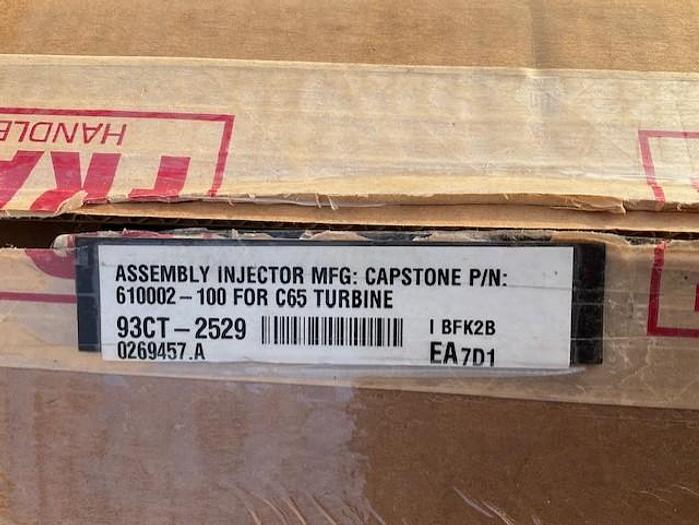 HANDLE
ASSEMBLY INJECTOR MFG: CAPSTONE P/N:
610002-100 FOR C65 TURBINE
93CT-2529
I BFK2B
0269457.A
EA7D1